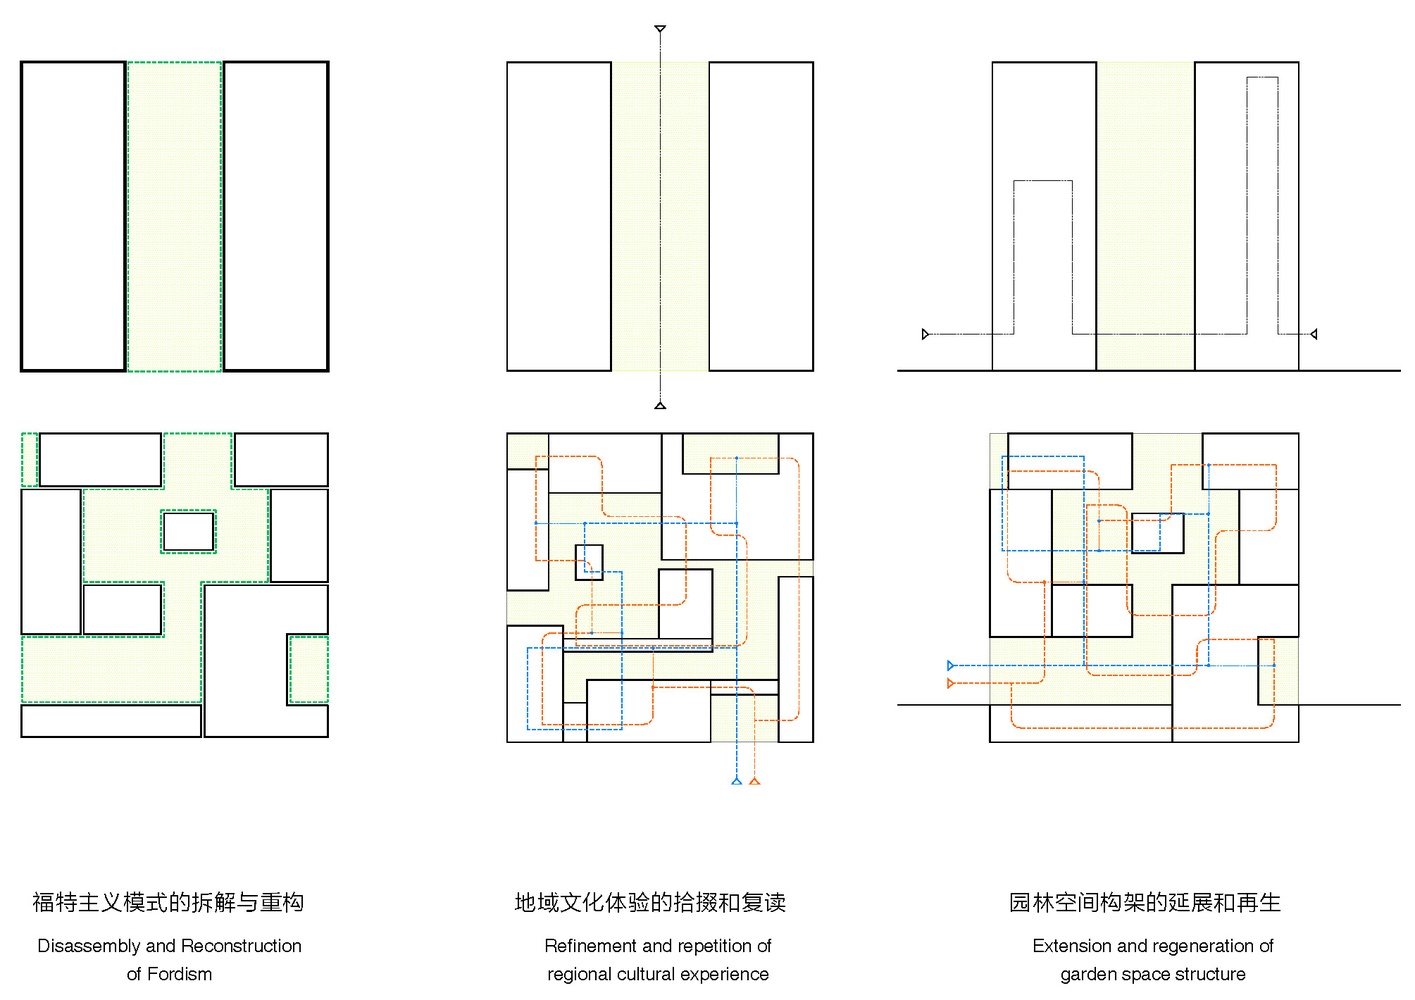 福特主义模式的拆解与重构
Disassembly and Reconstruction
of Fordism
地域文化体验的拾掇和复读
Refinement and repetition of
regional cultural experience
园林空间构架的延展和再生
Extension and regeneration of
garden space structure